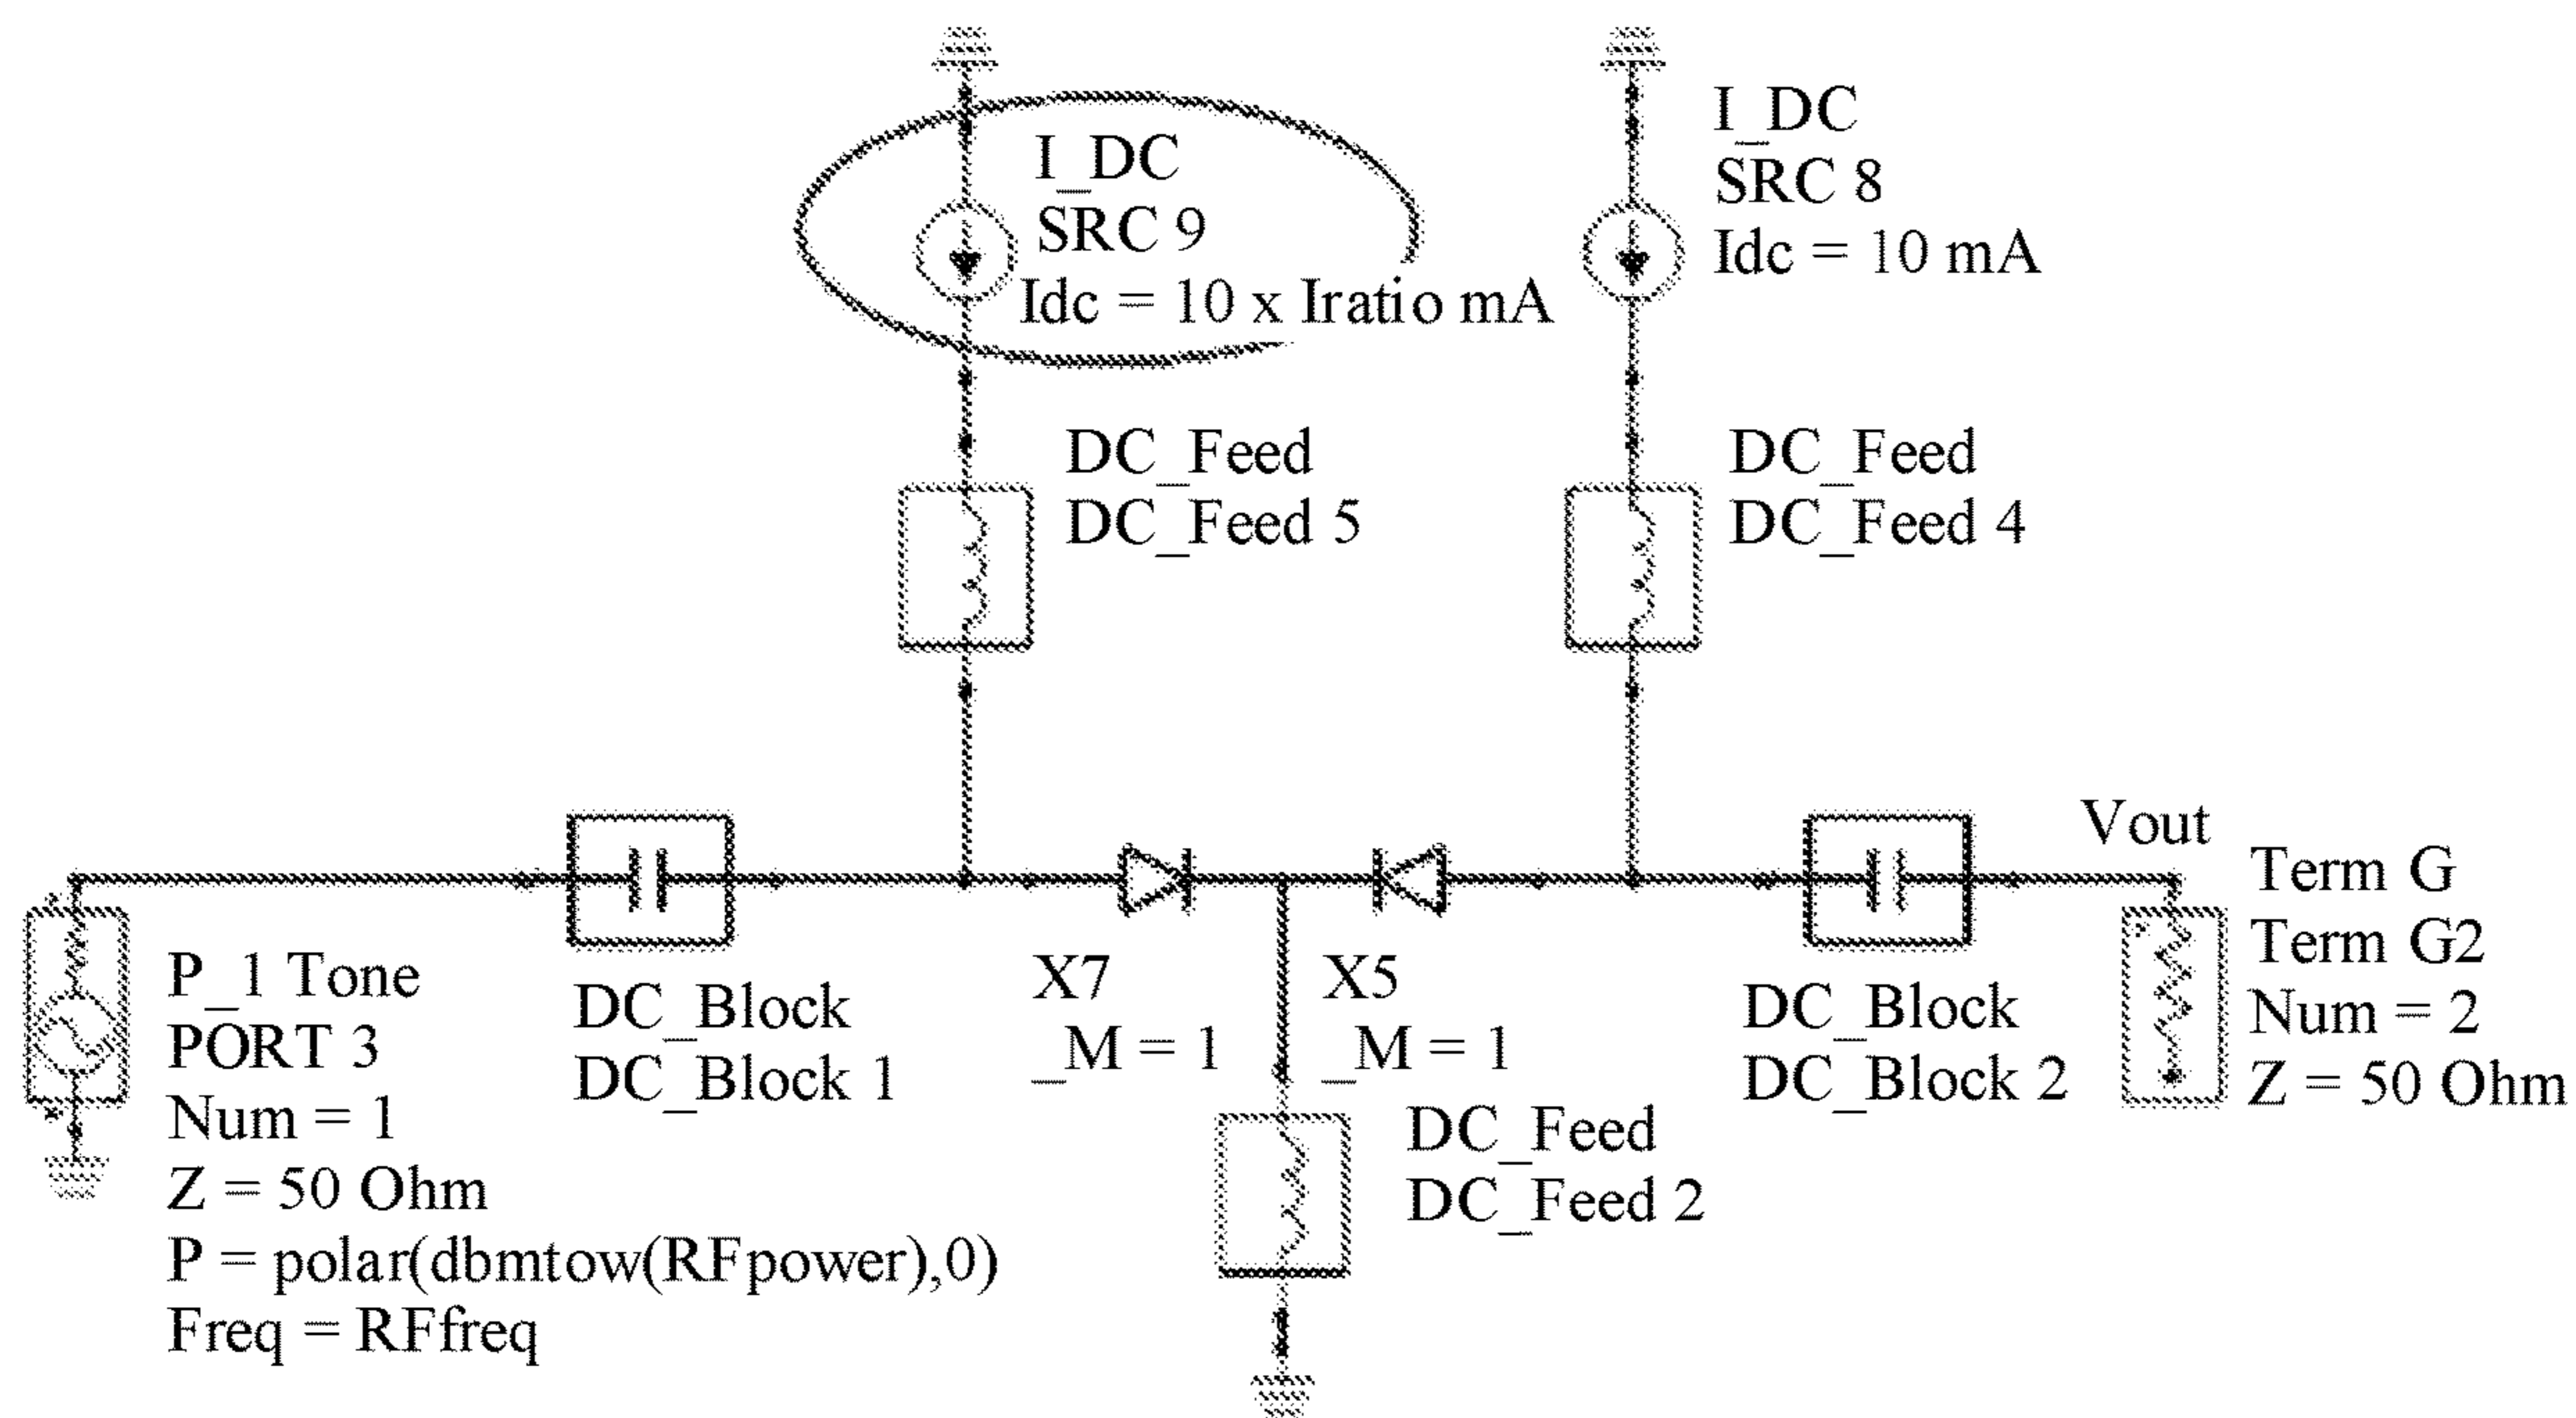 I_DC
SRC 9
Idc = 10 x Iratio mA
I_DC
SRC 8
Idc = 10 mA
DC_Feed
DC_Feed 5
DC_Feed
DC_Feed 4
Vout
P_1 Tone
PORT 3
Num = 1
Z = 50 Ohm
P = polar(dbmtow(RFpower),0)
Freq = RFfreq
DC_Block
DC_Block 1
X7
_M = 1
X5
_M = 1
DC_Feed
DC_Feed 2
DC_Block
DC_Block 2
Term G
Term G2
Num = 2
Z = 50 Ohm